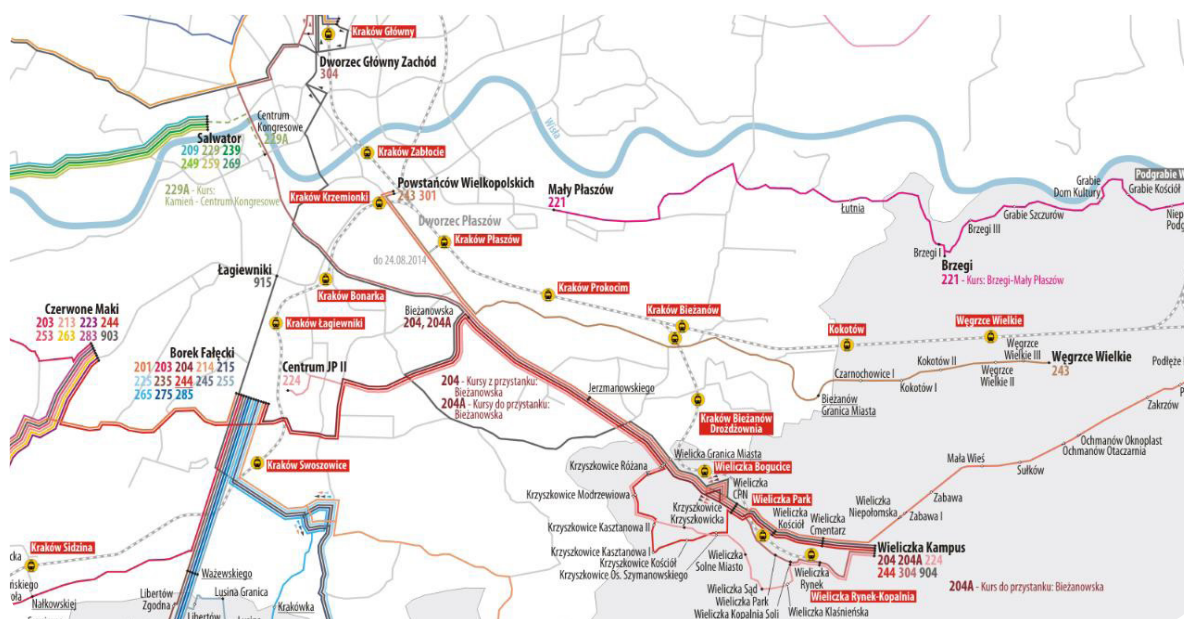 Kraków Główny
Dworzec Główny Zachód
304
Centrum
Kongresowe
229A
Salwator
209 229 239
249 259 269
229A - Kurs:
Kamień - Centrum Kongresowe
Wisła
Kraków Zabłocie
Kraków Krzemionki
Powstańców Wielkopolskich
243 301
Mały Płaszów
221
Dworzec Płaszów
Kraków Płaszów
do 24.08.2014
Łutnia
Grabie
Dom Kultury
Podgrabie W
Grabie Kościół
Niep
Podg
Grabie Szczurów
Brzegi III
Brzegi I
Brzegi
221 - Kurs: Brzegi-Mały Płaszów
Łagiewniki
915
Kraków Bonarka
Kraków Prokocim
Kraków Bieżanów
Kokotów
Węgrzce Wielkie
Czerwone Maki
203 213 223 244
253 263 283 903
Kraków Łagiewniki
Bieżanowska
204, 204A
Borek Fałęcki
201 203 204 214 215
225 235 244 245 255
265 275 285
Centrum JP II
224
204 - Kursy z przystanku:
Bieżanowska
204A - Kursy do przystanku:
Bieżanowska
Jerzmanowskiego
Węgrzce
Wielkie III
Węgrzce Wielkie
243
Kokotów II
Czarnochowice I
Kokotów I
Węgrzce
Wielkie II
Bieżanów
Granica Miasta
Podłęże
Zakrzów
Kraków Bieżanów
Drożdżownia
Ochmanów Oknoplast
Ochmanów Otaczarnia
Mała Wieś
Sułków
Kraków Swoszowice
Wielicka Granica Miasta
Krzyszkowice Różana
Wieliczka Bogucice
Wieliczka
CPN
Wieliczka Park
Krzyszkowice Modrzewiowa
Krzyszkowice
Krzyszkowicka
Wieliczka
Kościół
Wieliczka
Cmentarz
Wieliczka
Niepołomska
Zabawa
Zabawa I
Krzyszkowice Kasztanowa II
Krzyszkowice Kasztanowa I
Krzyszkowice Kościół
Krzyszkowice Os. Szymanowskiego
Wieliczka
Solne Miasto
Wieliczka Kampus
204 204A 224
244 304 904
204A - Kurs do przystanku: Bieżanowska
Wieliczka
Rynek
Wieliczka Sąd
Wieliczka Park
Wieliczka Kopalnia Soli
Wieliczka Rynek-Kopalnia
Wieliczka Klaśnieńska
Kraków Sidzina
cka
ńskiego
oła
Nałkowskiej
Ważewskiego
Libertów
Zgodna
Lusina Granica
Krakówka
Libertów